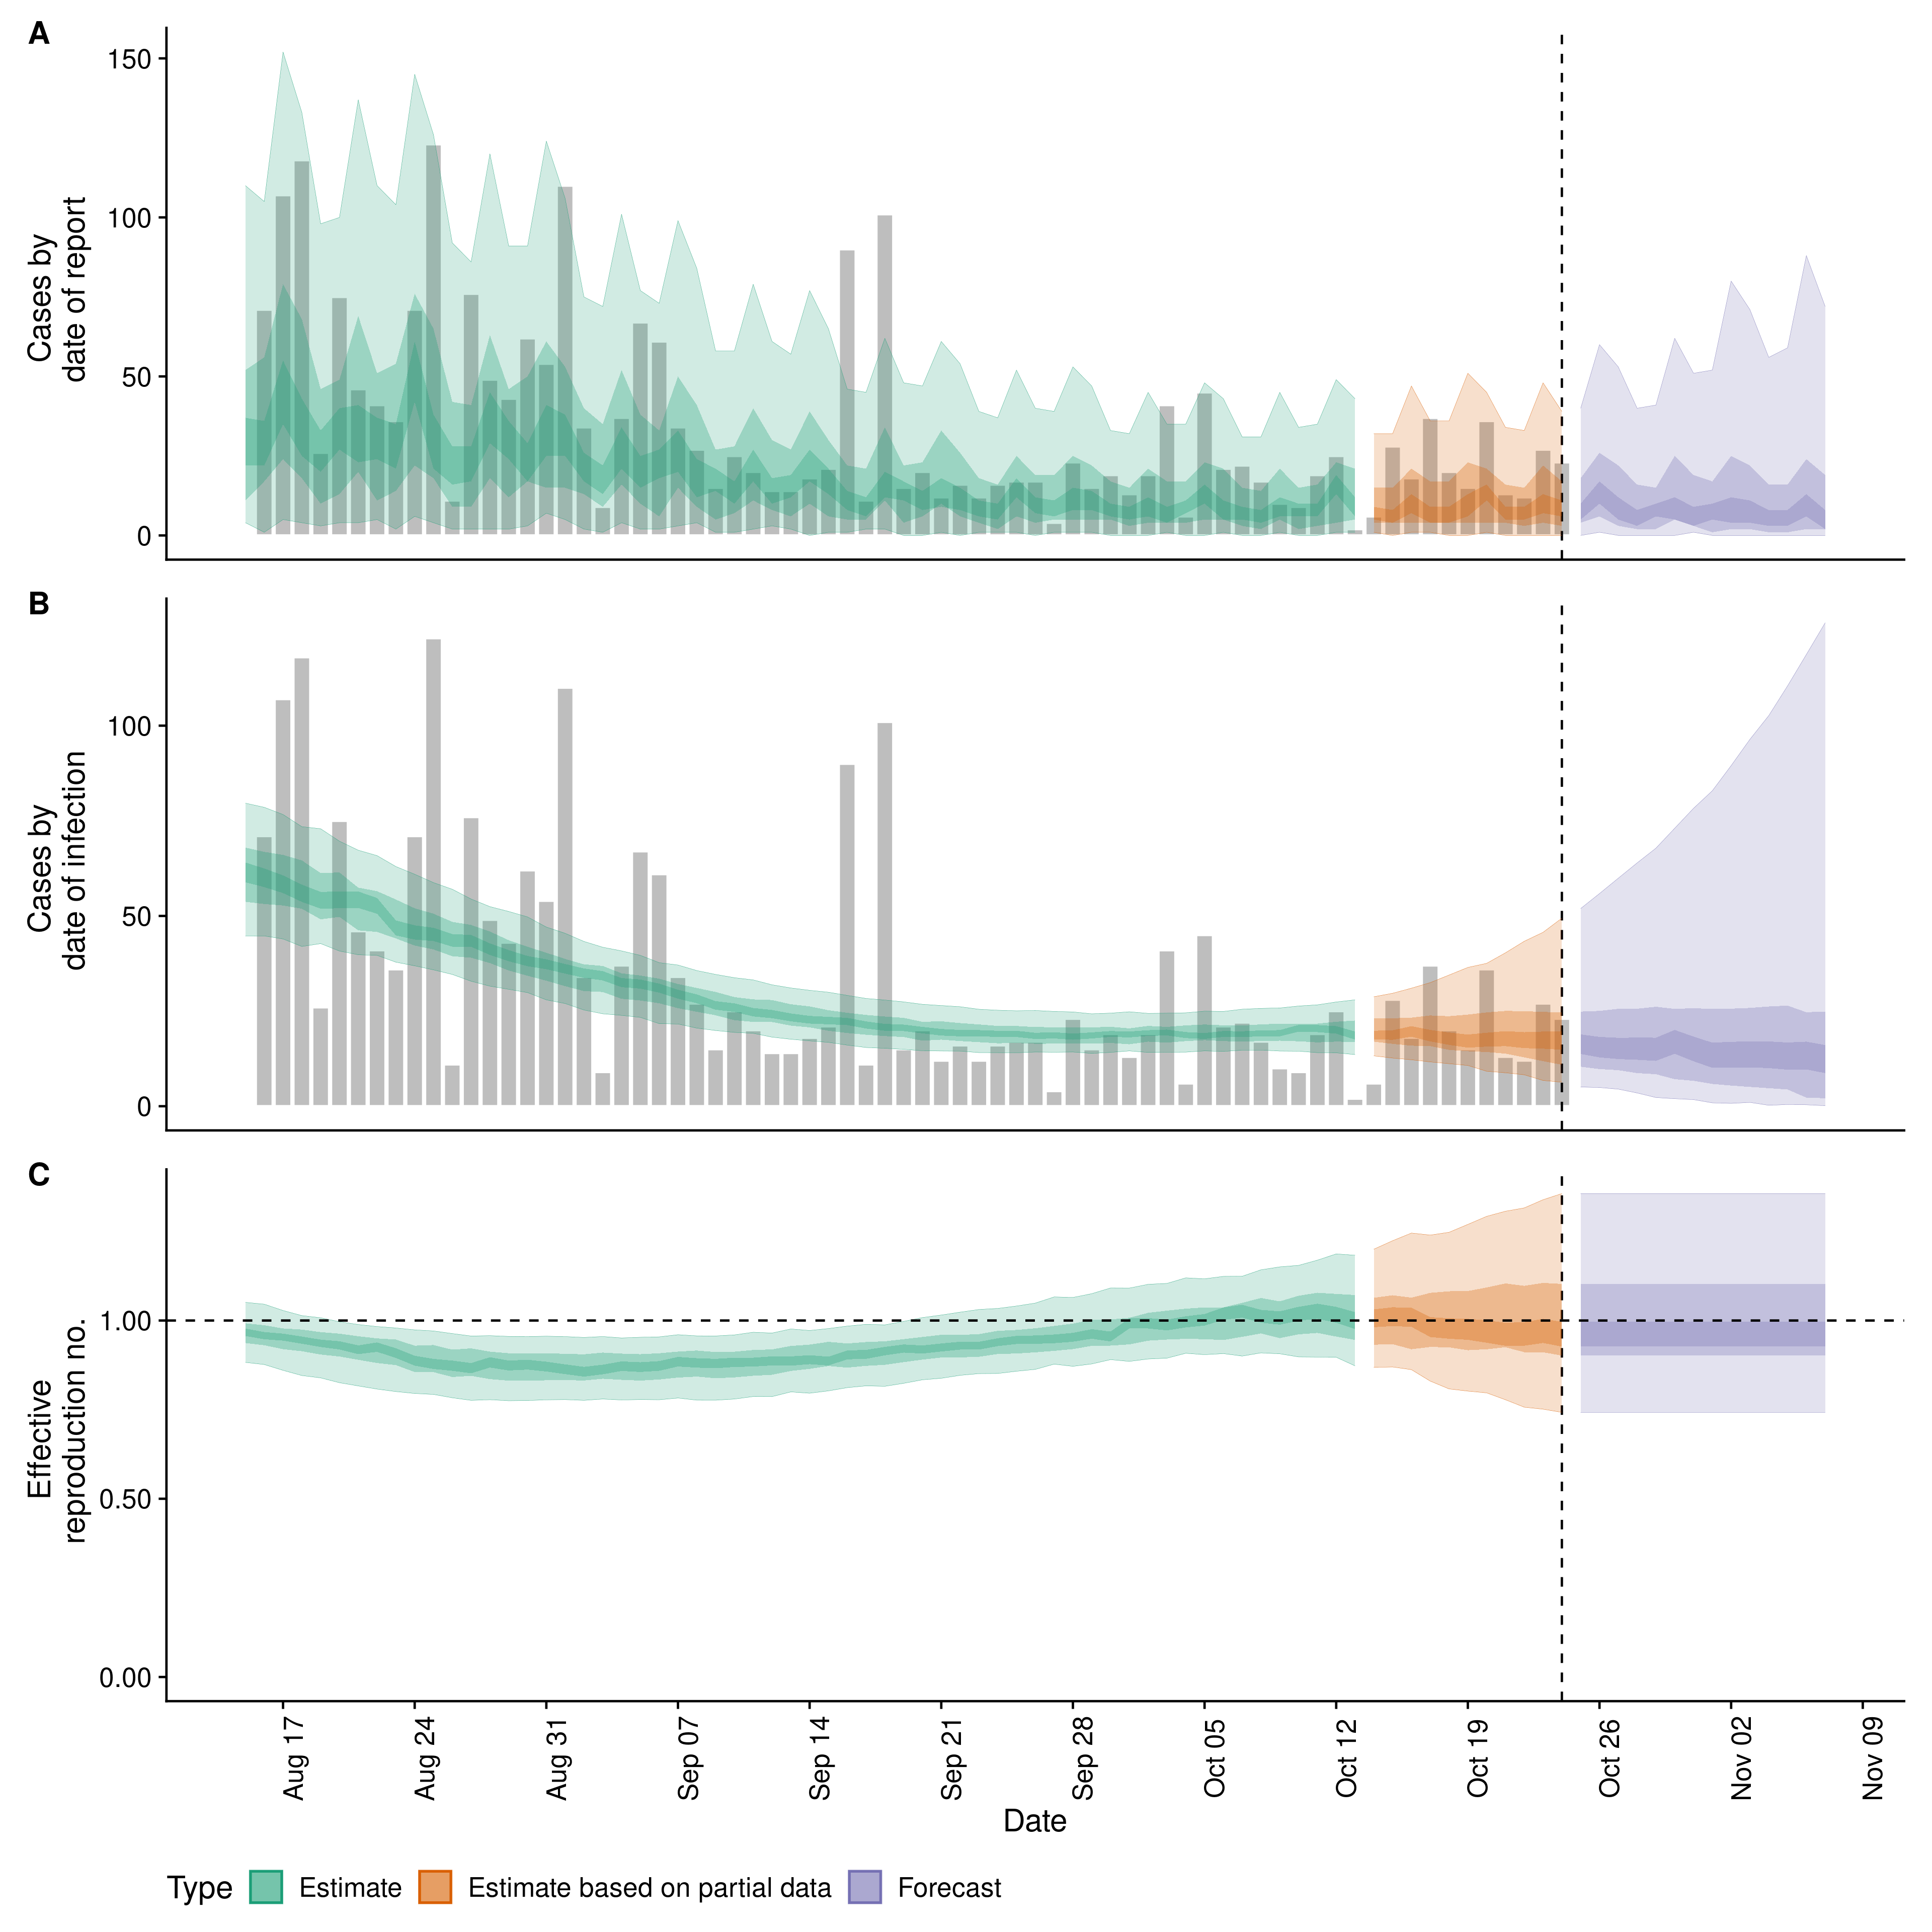 A
Cases by
date of report
150
100
50
0
B
Cases by
date of infection
100
50
0
C
Effective
reproduction no.
1.00
0.50
0.00
Aug 17
Aug 24
Aug 31
Sep 07
Sep 14
Sep 21
Sep 28
Oct 05
Oct 12
Oct 19
Oct 26
Nov 02
Nov 09
Date
Type Estimate Estimate based on partial data Forecast